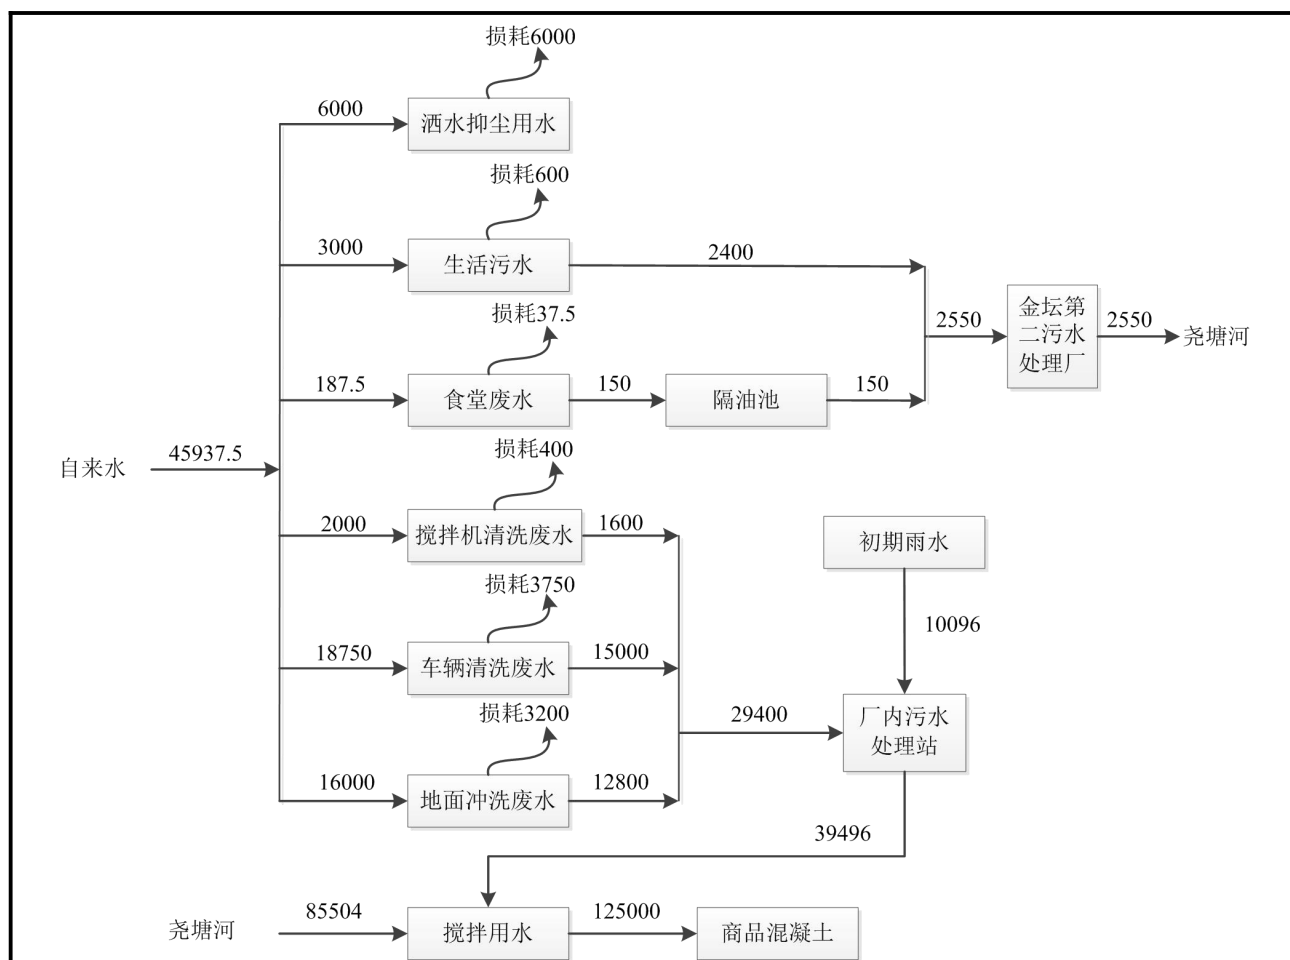 损耗6000
6000
洒水抑尘用水
损耗600
3000
生活污水
2400
损耗37.5
187.5
食堂废水
150
隔油池
150
2550
金坛第
二污水
处理厂
2550
尧塘河
自来水
45937.5
损耗400
2000
搅拌机清洗废水
1600
初期雨水
10096
损耗3750
18750
车辆清洗废水
15000
损耗3200
29400
厂内污水
处理站
16000
地面冲洗废水
12800
39496
尧塘河
85504
搅拌用水
125000
商品混凝土